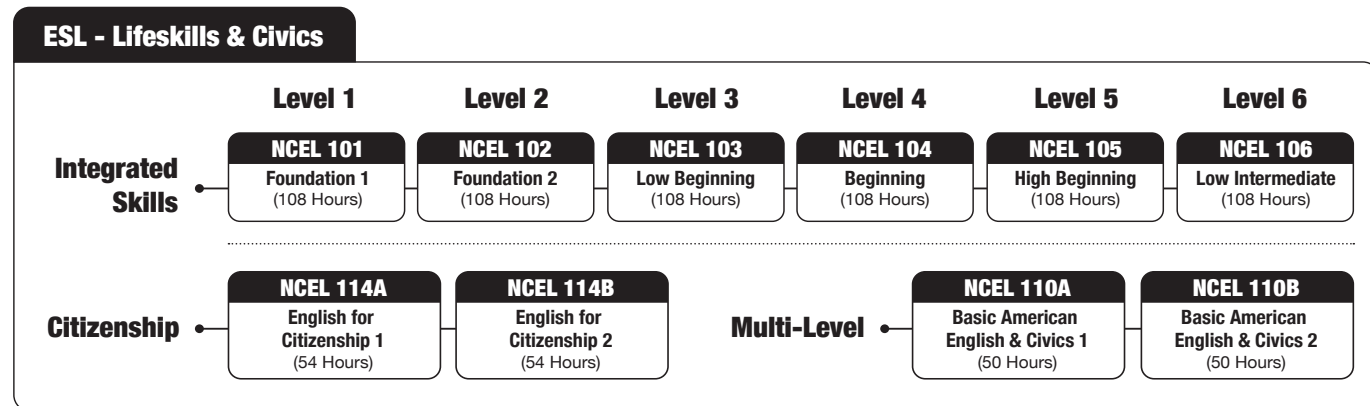 ESL - Lifeskills & Civics
Level 1
Level 2
Level 3
Level 4
Level 5
Level 6
Integrated
Skills
NCEL 101
Foundation 1
(108 Hours)
NCEL 102
Foundation 2
(108 Hours)
NCEL 103
Low Beginning
(108 Hours)
NCEL 104
Beginning
(108 Hours)
NCEL 105
High Beginning
(108 Hours)
NCEL 106
Low Intermediate
(108 Hours)
Citizenship
NCEL 114A
English for
Citizenship 1
(54 Hours)
NCEL 114B
English for
Citizenship 2
(54 Hours)
Multi-Level
NCEL 110A
Basic American
English & Civics 1
(50 Hours)
NCEL 110B
Basic American
English & Civics 2
(50 Hours)